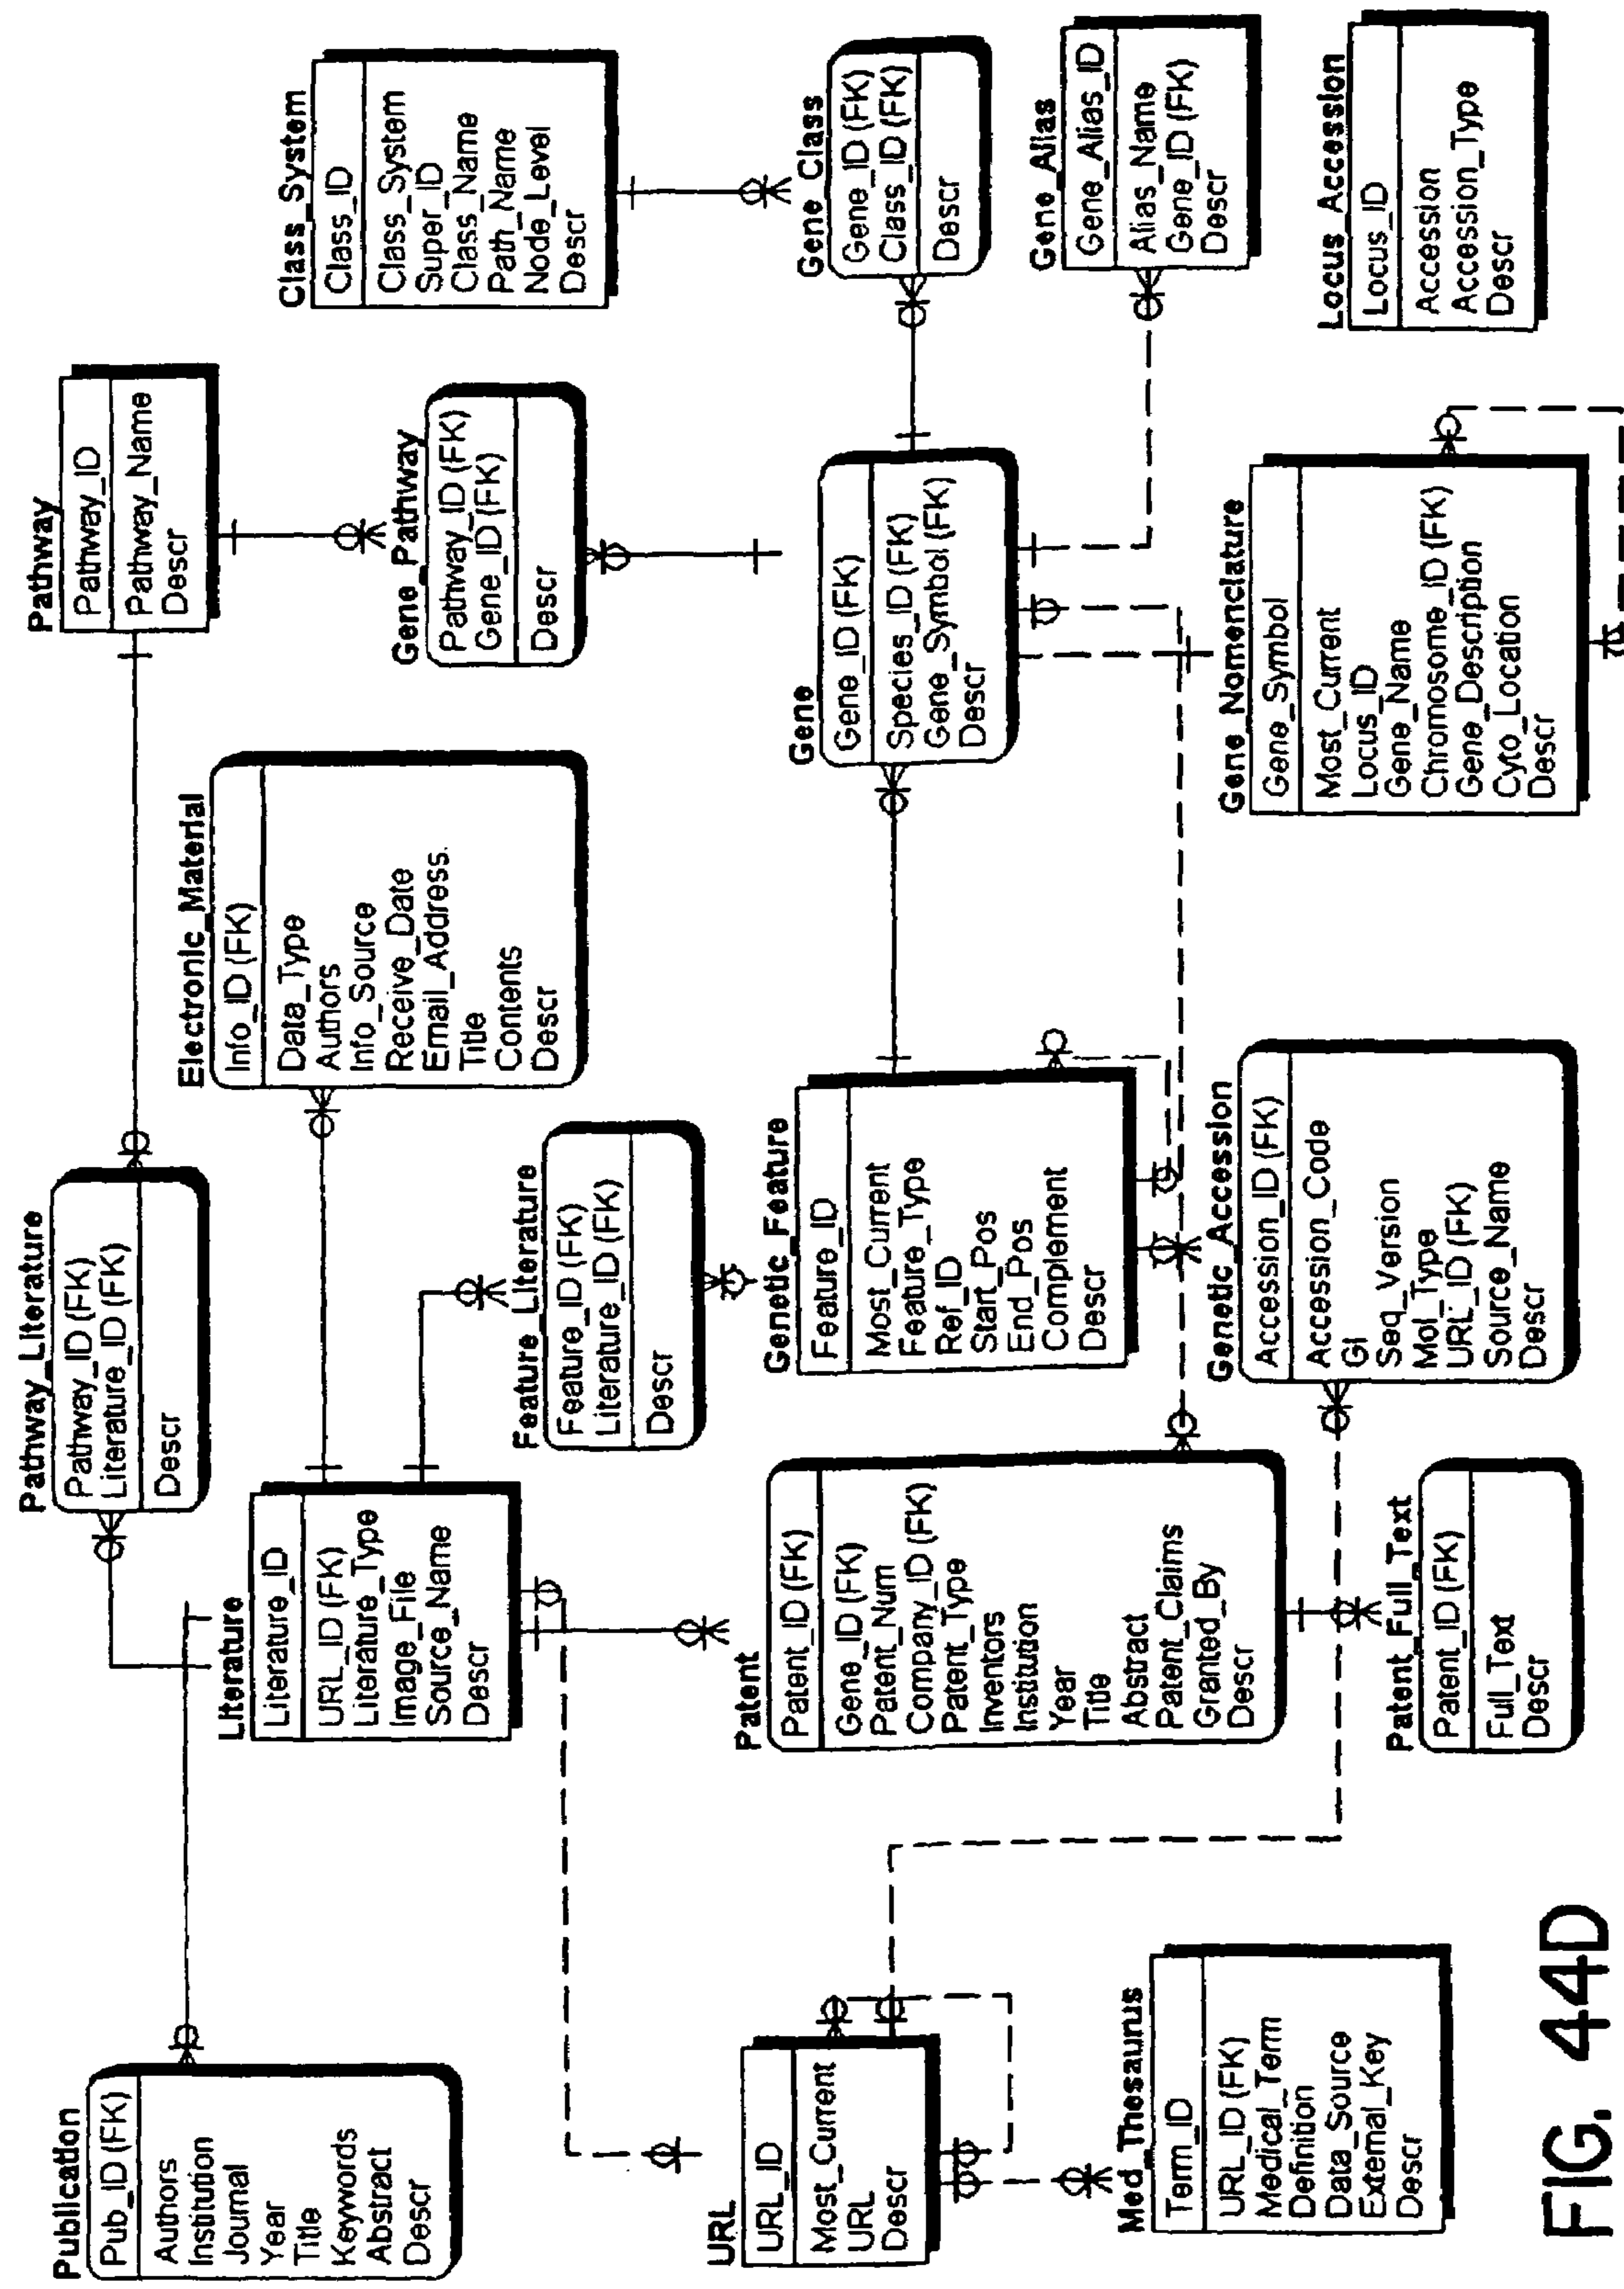 Publication
Pub_ID (FK)
Authors
Institution
Journal
Year
Title
Keywords
Abstract
Descr
Pathway_Literature
Pathway_ID (FK)
Literature_ID (FK)
Descr
Pathway
Pathway_ID
Pathway_Name
Descr
Literature
Literature_ID
URL_ID (FK)
Literature_Type
Image_File
Source_Name
Descr
Electronic_Material
Info_ID (FK)
Data_Type
Authors
Info_Source
Receive_Date
Email_Address.
Title
Contents
Descr
Class_System
Class_ID
Class_System
Super_ID
Class_Name
Path_Name
Node_Level
Descr
Gene_Pathway
Pathway_ID (FK)
Gene_ID (FK)
Descr
Feature_Literature
Feature_ID (FK)
Literature_ID (FK)
Descr
URL
URL_ID
Most_Current
URL
Descr
Patent
Patent_ID (FK)
Gene_ID (FK)
Patent_Num
Company_ID (FK)
Patent_Type
Inventors
Institution
Year
Title
Abstract
Patent_Claims
Granted_By
Descr
Genetic_Feature
Feature_ID
Most_Current
Feature_Type
Ref_ID
Start_Pos
End_Pos
Complement
Descr
Gene
Gene_ID (FK)
Species_ID (FK)
Gene_Symbol (FK)
Descr
Gene_Class
Gene_ID (FK)
Class_ID (FK)
Descr
Gene_Alias
Gene_Alias_ID
Alias_Name
Gene_ID (FK)
Descr
Med_Thesaurus
Term_ID
URL_ID (FK)
Medical_Term
Definition
Data_Source
External_Key
Descr
Patent_Full_Text
Patent_ID (FK)
Full_Text
Descr
Genetic_Accession
Accession_ID (FK)
Accession_Code
GI
Seq_Version
Mol_Type
URL_ID (FK)
Source_Name
Descr
Gene_Nomenclature
Gene_Symbol
Most_Current
Locus_ID
Gene_Name
Chromosome_ID (FK)
Gene_Description
Cyto_Location
Descr
Locus_Accession
Locus_ID
Accession
Accession_Type
Descr
FIG. 44D